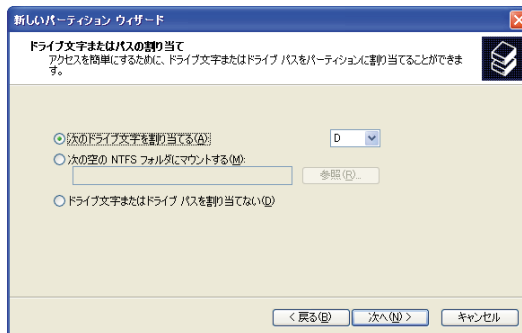 新しいパーティション ウィザード
ドライブ文字またはパスの割り当て
アクセスを簡単にするために、ドライブ文字またはドライブ パスをパーティションに割り当てることができま
す。
次のドライブ文字を割り当てる(A): D
次の空の NTFS フォルダにマウントする(M):
参照(R)...
ドライブ文字またはドライブ パスを割り当てない(D)
< 戻る(B) 次へ(N) > キャンセル